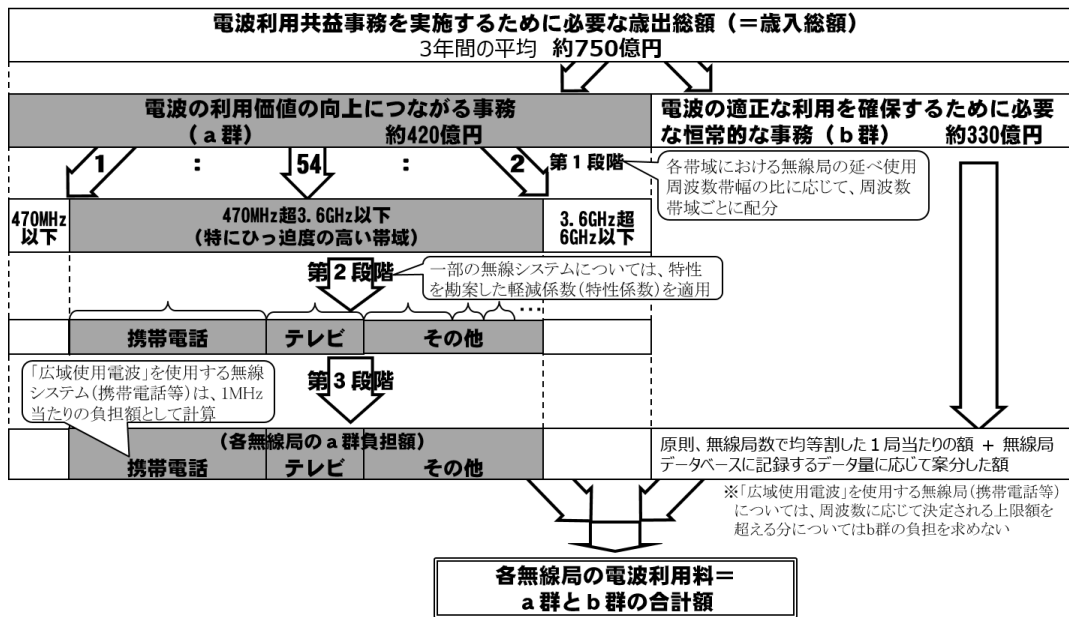 電波利用共益事務を実施するために必要な歳出総額（＝歳入総額）
3年間の平均 約750億円
電波の利用価値の向上につながる事務
（ａ群） 約420億円
電波の適正な利用を確保するために必要
な恒常的な事務（ｂ群） 約330億円
1 : 54 : 2
第１段階
各帯域における無線局の延べ使用
周波数帯幅の比に応じて、周波数
帯域ごとに配分
470MHz
以下
470MHz超3.6GHz以下
(特にひっ迫度の高い帯域)
3.6GHz超
6GHz以下
第２段階
一部の無線システムについては、特性
を勘案した軽減係数(特性係数)を適用
…
携帯電話 テレビ その他
「広域使用電波」を使用する無線
システム(携帯電話等)は、1MHz
当たりの負担額として計算
第３段階
(各無線局のａ群負担額)
携帯電話 テレビ その他
原則、無線局数で均等割した１局当たりの額 + 無線局
データベースに記録するデータ量に応じて案分した額
※「広域使用電波」を使用する無線局(携帯電話等)
については、周波数に応じて決定される上限額を
超える分についてはb群の負担を求めない
各無線局の電波利用料＝
ａ群とｂ群の合計額